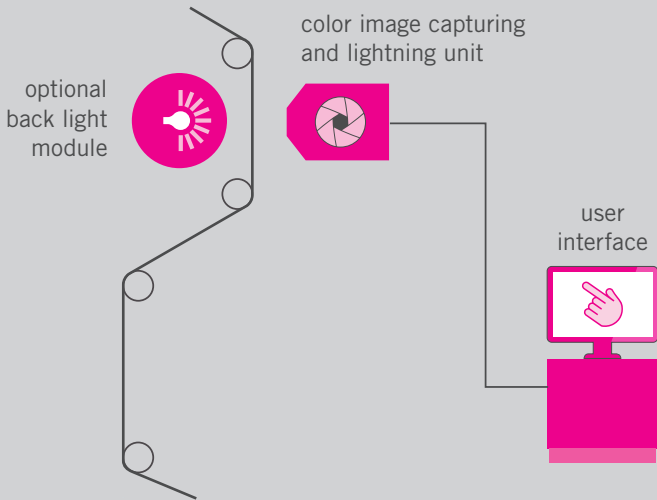 color image capturing
and lightning unit
optional
back light
module
user
interface